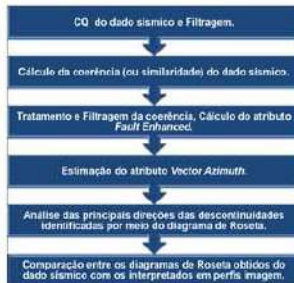 CQ do dado sísmico e Filtragem.
Cálculo da coerência (ou similaridade) do dado sísmico.
Tratamento e Filtragem da coerência, Cálculo do atributo
Fault Enhanced.
Estimação do atributo Vector Azimuth.
Análise das principais direções das descontinuidades
identificadas por meio do diagrama de Roseta.
Comparação entre os diagramas de Roseta obtidos do
dado sísmico com os interpretados em perfis imagem.